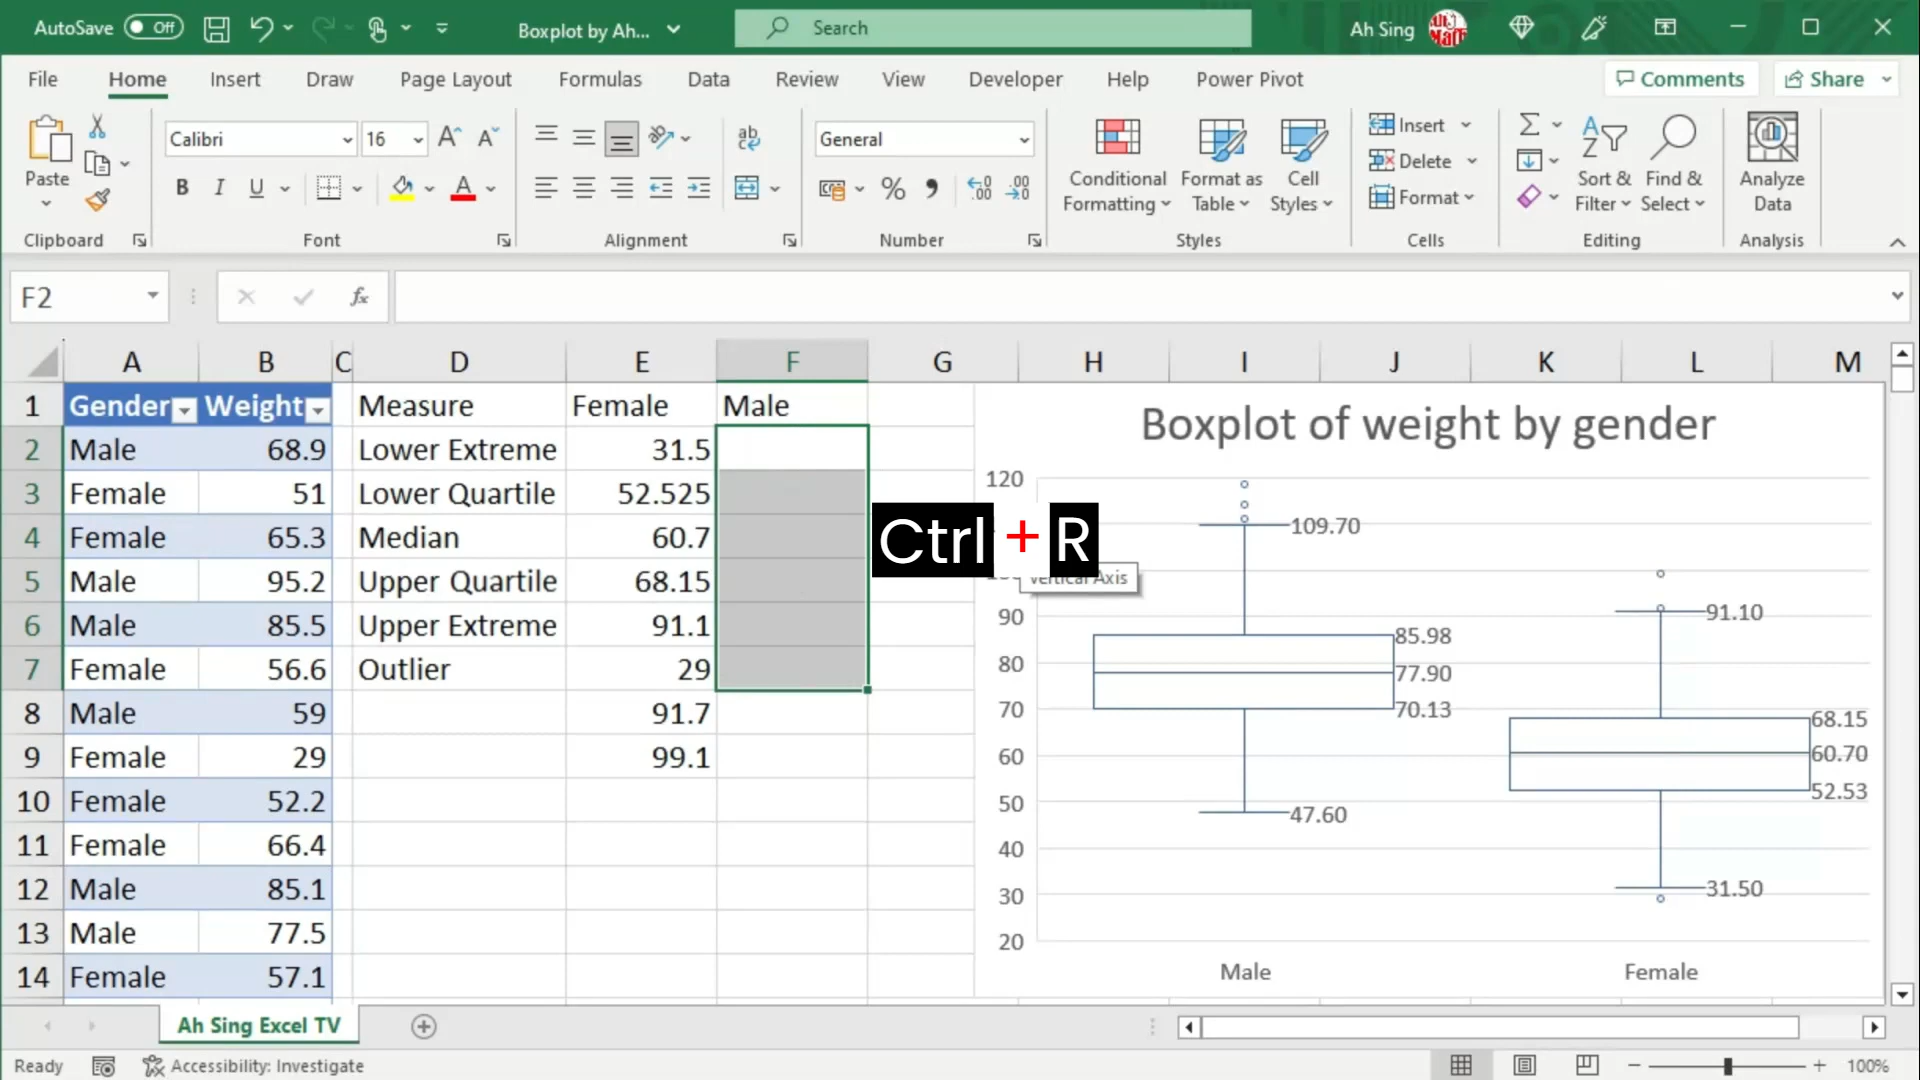 AutoSave Off Boxplot by Ah... Search Ah Sing
File Home Insert Draw Page Layout Formulas Data Review View Developer Help Power Pivot Comments Share
Paste Calibri 16 General Conditional Formatting Format as Table Cell Styles Insert Delete Format Sort & Filter Find & Select Analyze Data
Clipboard Font Alignment Number Styles Cells Editing Analysis
F2 fx
A B C D E F G H I J K L M
1 Gender Weight Measure Female Male
2 Male 68.9 Lower Extreme 31.5
3 Female 51 Lower Quartile 52.525
4 Female 65.3 Median 60.7
5 Male 95.2 Upper Quartile 68.15
6 Male 85.5 Upper Extreme 91.1
7 Female 56.6 Outlier 29
8 Male 59 91.7
9 Female 29 99.1
10 Female 52.2
11 Female 66.4
12 Male 85.1
13 Male 77.5
14 Female 57.1
Ctrl + R
Vertical Axis
Boxplot of weight by gender
120
109.70
90
91.10
85.98
80
77.90
70
70.13
68.15
60
60.70
52.53
50
47.60
40
30
31.50
20
Male Female
Ah Sing Excel TV
Ready Accessibility: Investigate 100%